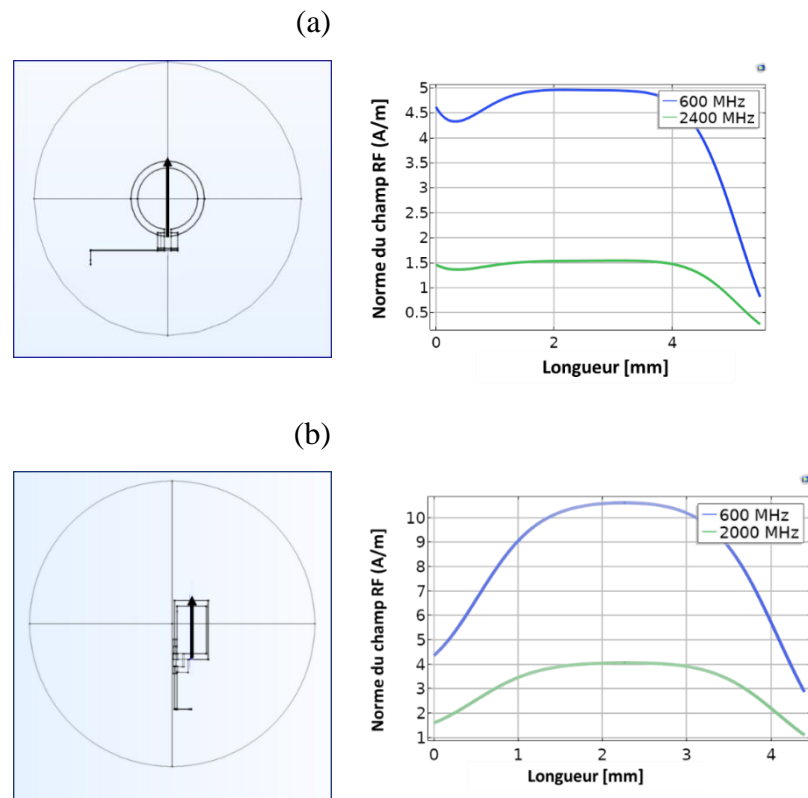 (a)
5
4.5
4
3.5
3
2.5
2
1.5
1
0.5
600 MHz
2400 MHz
Norme du champ RF (A/m)
0 2 4
Longueur [mm]
(b)
10
9
8
7
6
5
4
3
2
1
600 MHz
2000 MHz
Norme du champ RF (A/m)
0 1 2 3 4
Longueur [mm]